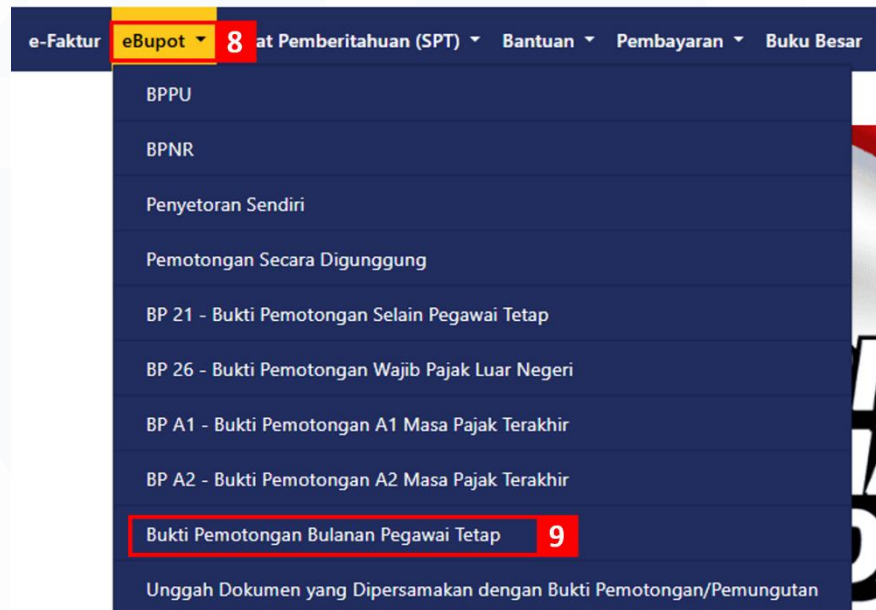 e-Faktur eBupot 8 at Pemberitahuan (SPT) Bantuan Pembayaran Buku Besar
BPPU
BPNR
Penyetoran Sendiri
Pemotongan Secara Digunggung
BP 21 - Bukti Pemotongan Selain Pegawai Tetap
BP 26 - Bukti Pemotongan Wajib Pajak Luar Negeri
BP A1 - Bukti Pemotongan A1 Masa Pajak Terakhir
BP A2 - Bukti Pemotongan A2 Masa Pajak Terakhir
Bukti Pemotongan Bulanan Pegawai Tetap 9
Unggah Dokumen yang Dipersamakan dengan Bukti Pemotongan/Pemungutan